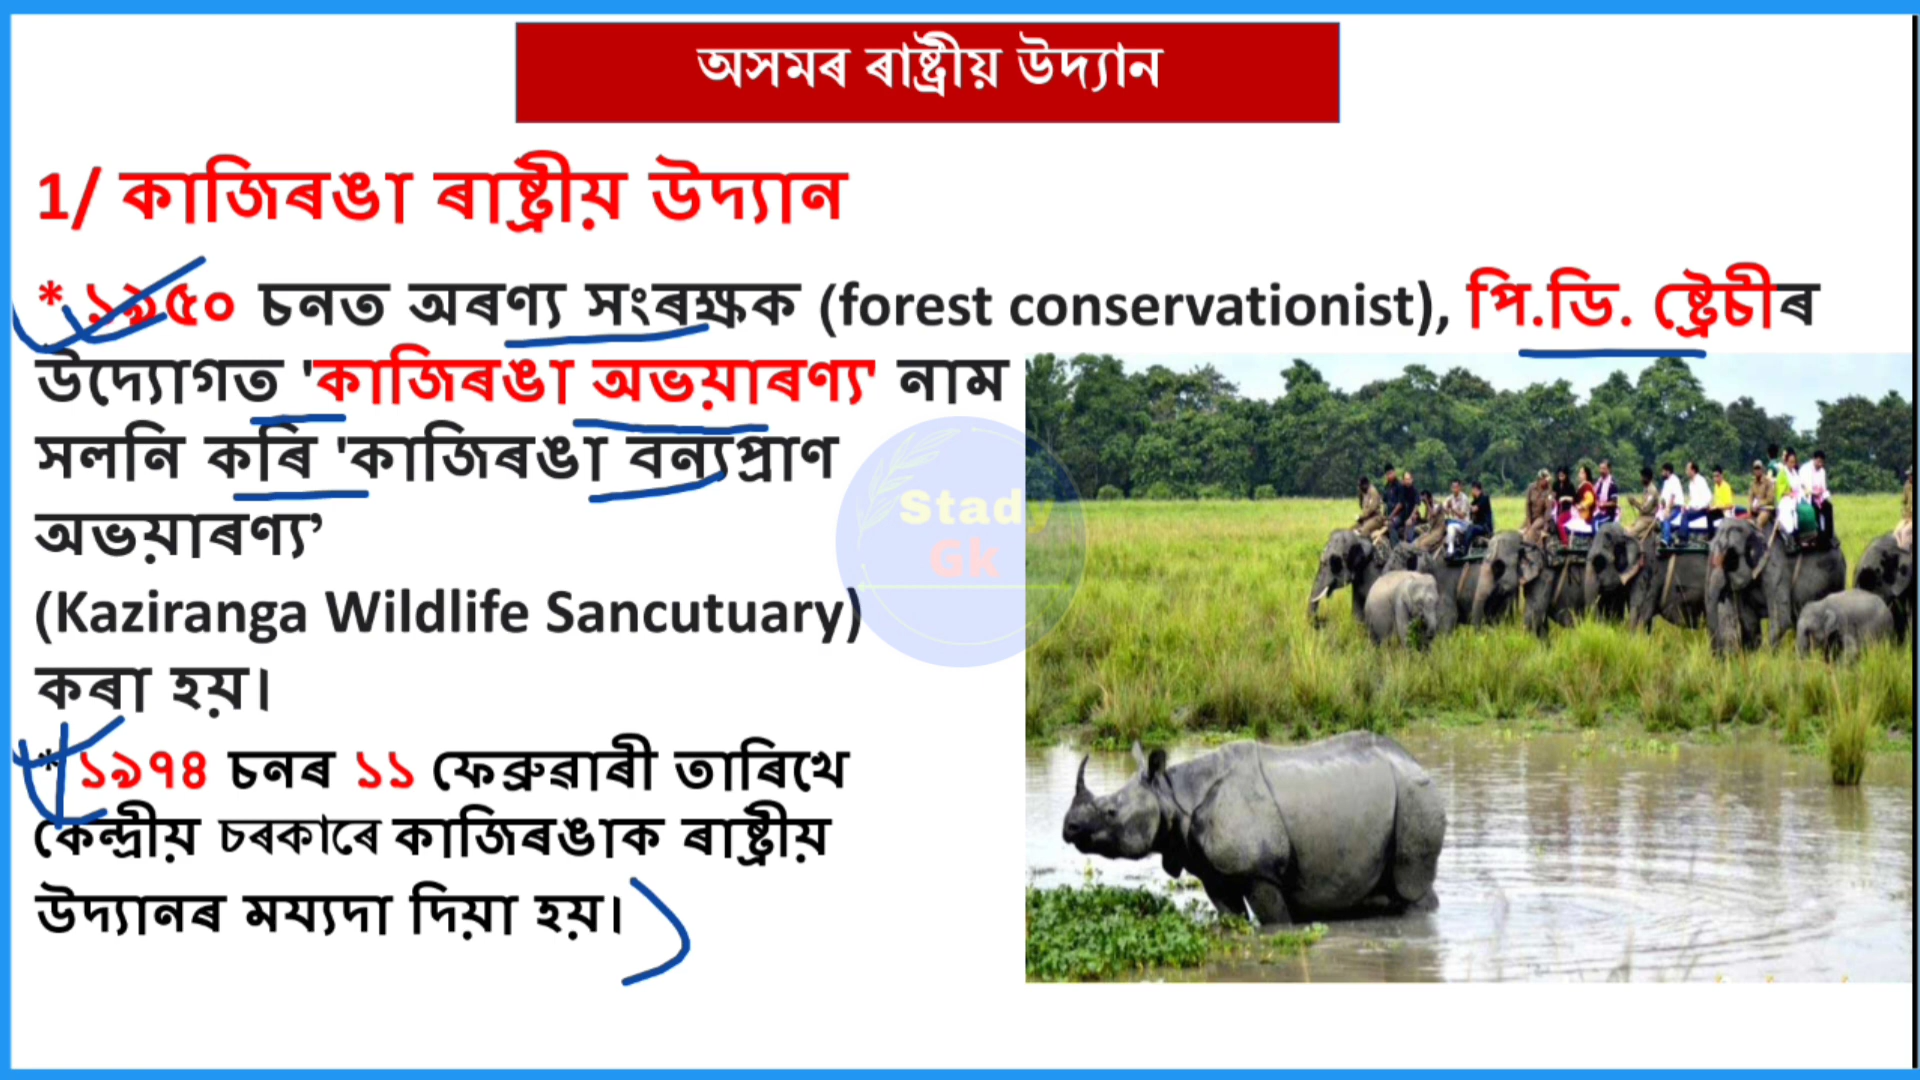 অসমৰ ৰাষ্ট্ৰীয় উদ্যান
1/ কাজিৰঙা ৰাষ্ট্ৰীয় উদ্যান
* ১৯৫০ চনত অৰণ্য সংৰক্ষক (forest conservationist), পি.ডি. ষ্ট্ৰেচীৰ
উদ্যোগত 'কাজিৰঙা অভয়াৰণ্য' নাম
সলনি কৰি 'কাজিৰঙা বন্যপ্ৰাণ
অভয়াৰণ্য’
(Kaziranga Wildlife Sancutuary)
কৰা হয়।
* ১৯৭৪ চনৰ ১১ ফেব্ৰুৱাৰী তাৰিখে
কেন্দ্ৰীয় চৰকাৰে কাজিৰঙাক ৰাষ্ট্ৰীয়
উদ্যানৰ ময্যদা দিয়া হয়।
Stady
Gk